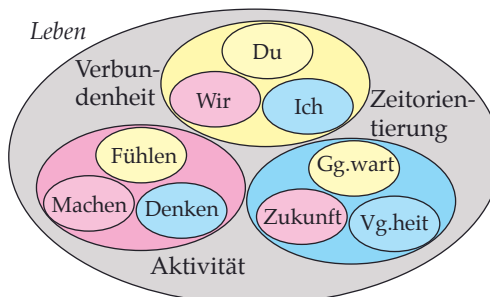 Leben
Du
Verbun-
denheit
Wir
Ich
Zeitorien-
tierung
Fühlen
Machen
Denken
Gg.wart
Zukunft
Vg.heit
Aktivität